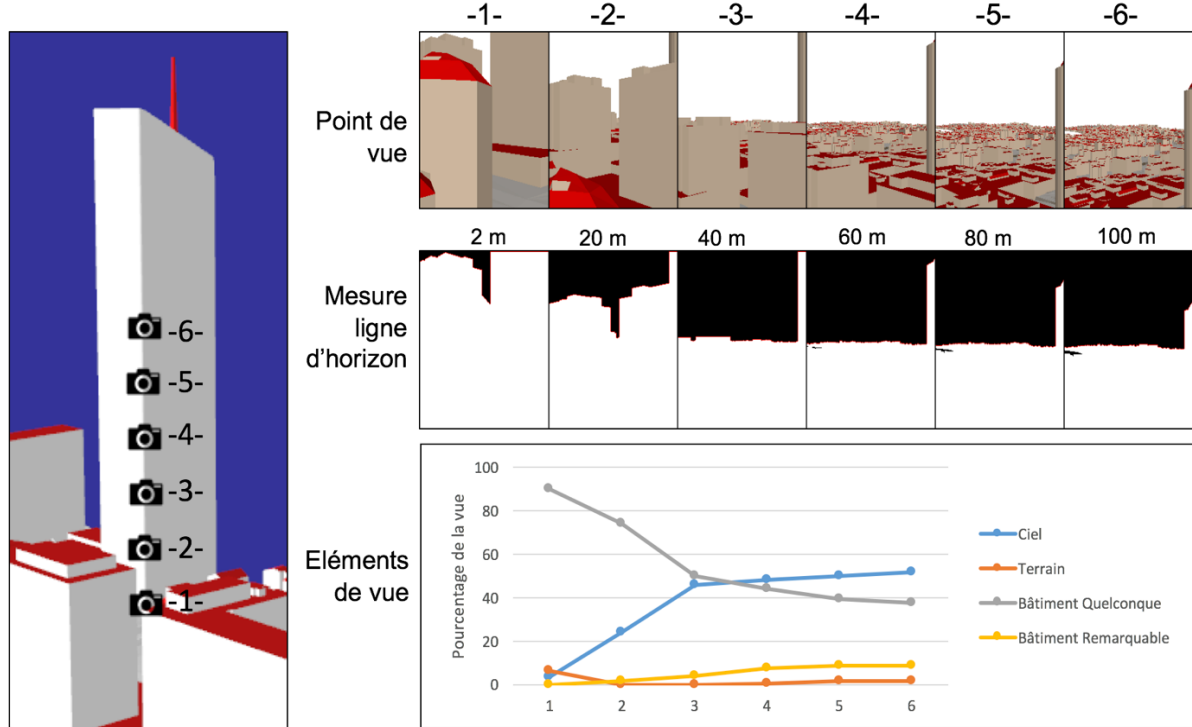 -1- -2- -3- -4- -5- -6-
Point de
vue
2 m 20 m 40 m 60 m 80 m 100 m
Mesure
ligne
d’horizon
-6-
-5-
-4-
-3-
-2-
-1-
Eléments
de vue
Pourcentage de la vue
100
80
60
40
20
0
1 2 3 4 5 6
Ciel
Terrain
Bâtiment Quelconque
Bâtiment Remarquable